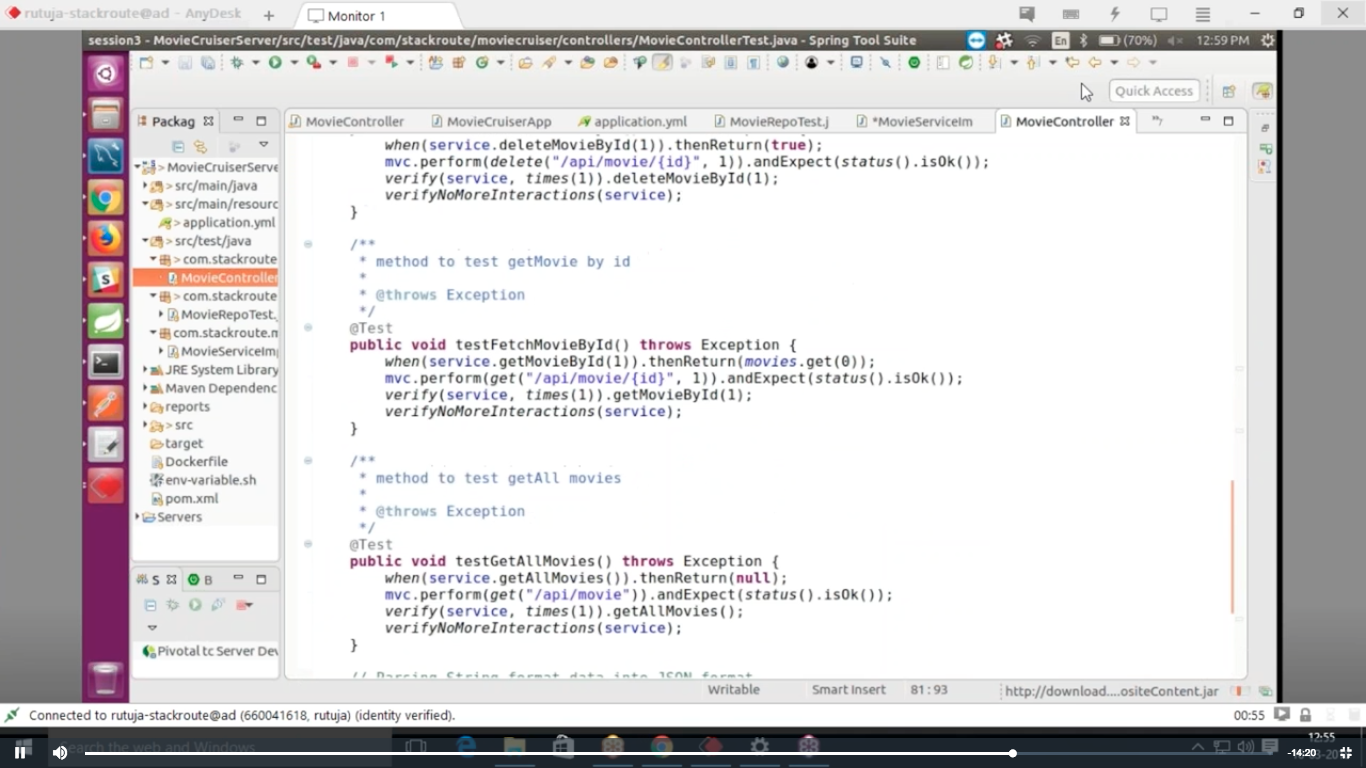 rutuja-stackroute@ad - AnyDesk
Monitor 1
session3 - MovieCruiserServer/src/test/java/com/stackroute/moviecruiser/controllers/MovieControllerTest.java - Spring Tool Suite
En
(70%)
12:59 PM
Quick Access
Packag
MovieController
MovieCruiserApp
application.yml
MovieRepoTest.j
*MovieServiceIm
MovieController
MovieCruiserServe
> src/main/java
> src/main/resourc
> application.yml
> src/test/java
> com.stackroute
MovieController
> com.stackroute
MovieRepoTest.
com.stackroute.m
MovieServiceImp
JRE System Library
Maven Dependenc
reports
> src
target
Dockerfile
env-variable.sh
pom.xml
Servers
S
B
Pivotal tc Server Dev
when(service.deleteMovieById(1)).thenReturn(true);
mvc.perform(delete("/api/movie/{id}", 1)).andExpect(status().isOk());
verify(service, times(1)).deleteMovieById(1);
verifyNoMoreInteractions(service);
}
/**
* method to test getMovie by id
*
* @throws Exception
*/
@Test
public void testFetchMovieById() throws Exception {
when(service.getMovieById(1)).thenReturn(movies.get(0));
mvc.perform(get("/api/movie/{id}", 1)).andExpect(status().isOk());
verify(service, times(1)).getMovieById(1);
verifyNoMoreInteractions(service);
}
/**
* method to test getAll movies
*
* @throws Exception
*/
@Test
public void testGetAllMovies() throws Exception {
when(service.getAllMovies()).thenReturn(null);
mvc.perform(get("/api/movie")).andExpect(status().isOk());
verify(service, times(1)).getAllMovies();
verifyNoMoreInteractions(service);
}
// Parsing String format data into JSON format
Writable
Smart Insert
81 : 93
http://download....ositeContent.jar
Connected to rutuja-stackroute@ad (660041618, rutuja) (identity verified).
00:55
Search the web and Windows
12:55
-14:20